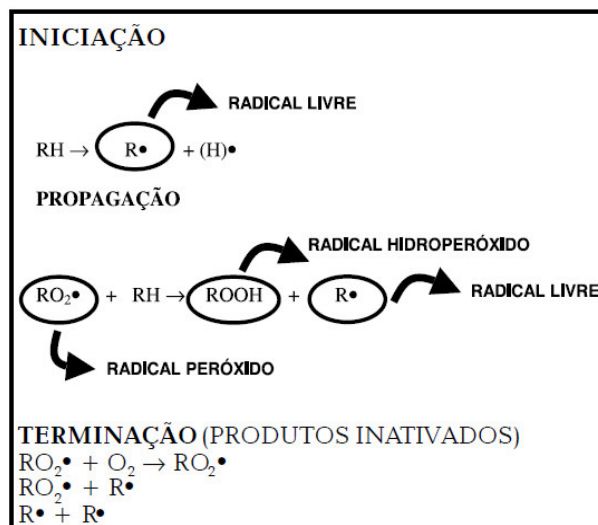 INICIAÇÃO
RADICAL LIVRE
RH → R• + (H)•
PROPAGAÇÃO
RADICAL HIDROPERÓXIDO
RO₂• + RH → ROOH + R•
RADICAL LIVRE
RADICAL PERÓXIDO
TERMINAÇÃO (PRODUTOS INATIVADOS)
RO₂• + O₂ → RO₂•
RO₂• + R•
R• + R•